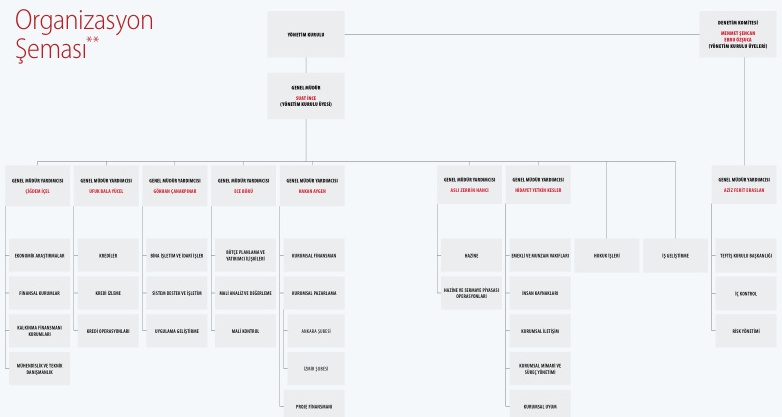 Organizasyon
Şeması**
YÖNETİM KURULU
DENETİM KOMİTESİ
MEHMET ŞENCAN
EBRU ÖZŞUCA
(YÖNETİM KURULU ÜYELERİ)
GENEL MÜDÜR
SUAT İNCE
(YÖNETİM KURULU ÜYESİ)
GENEL MÜDÜR YARDIMCISI
ÇİĞDEM İÇEL
GENEL MÜDÜR YARDIMCISI
UFUK BALA YÜCEL
GENEL MÜDÜR YARDIMCISI
GÖKHAN ÇANAKPINAR
GENEL MÜDÜR YARDIMCISI
ECE BÖRÜ
GENEL MÜDÜR YARDIMCISI
HAKAN AYGEN
GENEL MÜDÜR YARDIMCISI
ASLI ZERRİN HANCI
GENEL MÜDÜR YARDIMCISI
HİDAYET YETKİN KESLER
GENEL MÜDÜR YARDIMCISI
AZİZ FERİT ERASLAN
EKONOMİK ARAŞTIRMALAR
KREDİLER
BİNA İŞLETİM VE İDARİ İŞLER
BÜTÇE PLANLAMA VE
YATIRIMCI İLİŞKİLERİ
KURUMSAL FİNANSMAN
HAZİNE
EMEKLİ VE MUNZAM VAKIFLARI
HUKUK İŞLERİ
İŞ GELİŞTİRME
TEFTİŞ KURULU BAŞKANLIĞI
FİNANSAL KURUMLAR
KREDİ İZLEME
SİSTEM DESTEK VE İŞLETİM
MALİ ANALİZ VE DEĞERLEME
KURUMSAL PAZARLAMA
HAZİNE VE SERMAYE PİYASASI
OPERASYONLARI
İNSAN KAYNAKLARI
İÇ KONTROL
KALKINMA FİNANSMANI
KURUMLARI
KREDİ OPERASYONLARI
UYGULAMA GELİŞTİRME
MALİ KONTROL
ANKARA ŞUBESİ
KURUMSAL İLETİŞİM
RİSK YÖNETİMİ
MÜHENDİSLİK VE TEKNİK
DANIŞMANLIK
İZMİR ŞUBESİ
KURUMSAL MİMARİ VE
SÜREÇ YÖNETİMİ
PROJE FİNANSMANI
KURUMSAL UYUM